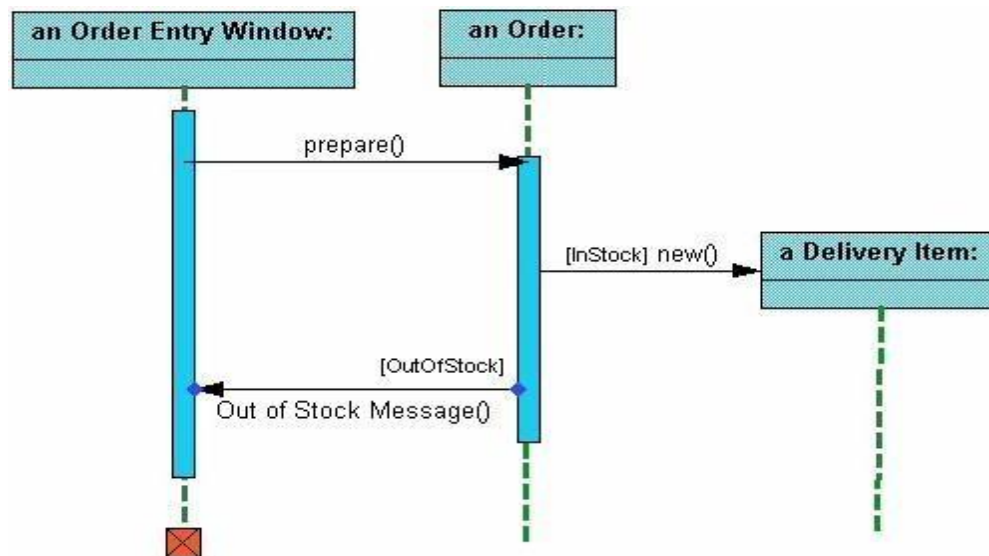 an Order Entry Window:
an Order:
prepare()
[InStock] new()
a Delivery Item:
[OutOfStock]
Out of Stock Message()